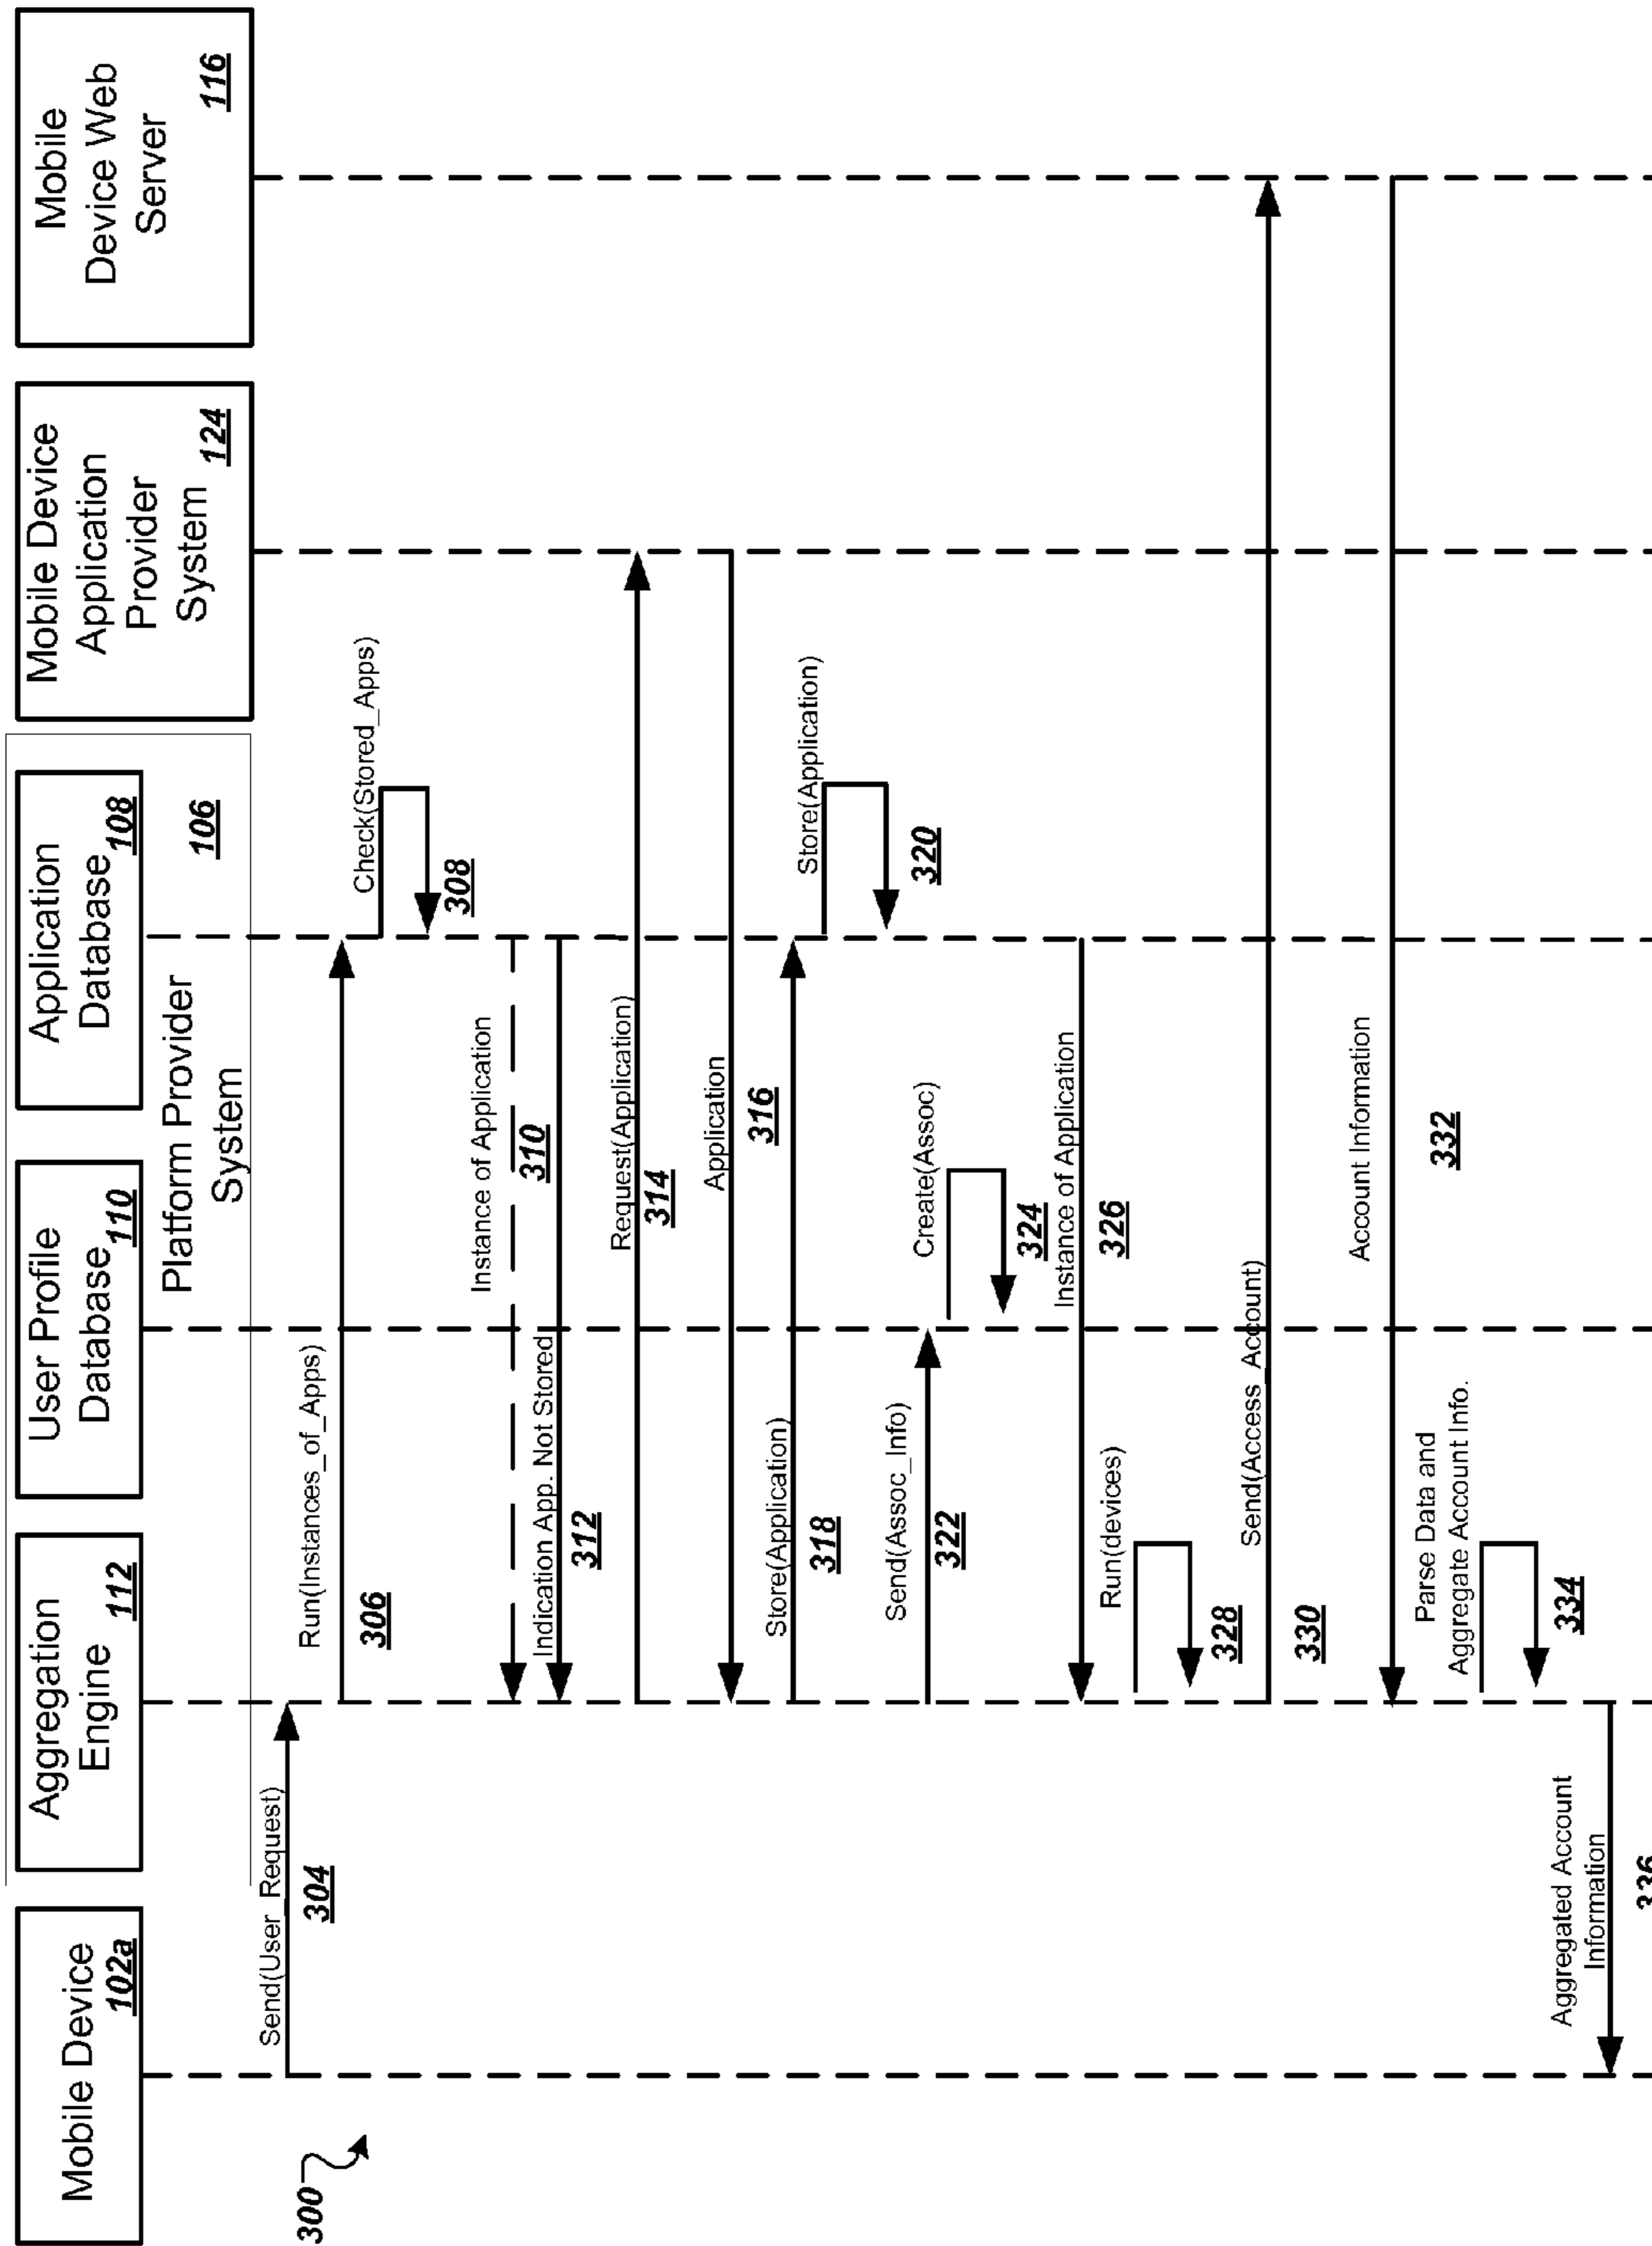 Mobile Device
102a
Aggregation
Engine
112
User Profile
Database
110
Application
Database
108
Platform Provider
System
106
Mobile Device
Application
Provider
System
124
Mobile
Device Web
Server
116
300
Send(User_Request)
304
Run(Instances_of_Apps)
306
Check(Stored_Apps)
308
Instance of Application
310
Indication App. Not Stored
312
Request(Application)
314
Application
316
Store(Application)
318
Store(Application)
320
Send(Assoc_Info)
322
Create(Assoc)
324
Instance of Application
326
Run(devices)
328
Send(Access_Account)
330
Account Information
332
Parse Data and
Aggregate Account Info.
334
Aggregated Account
Information
336